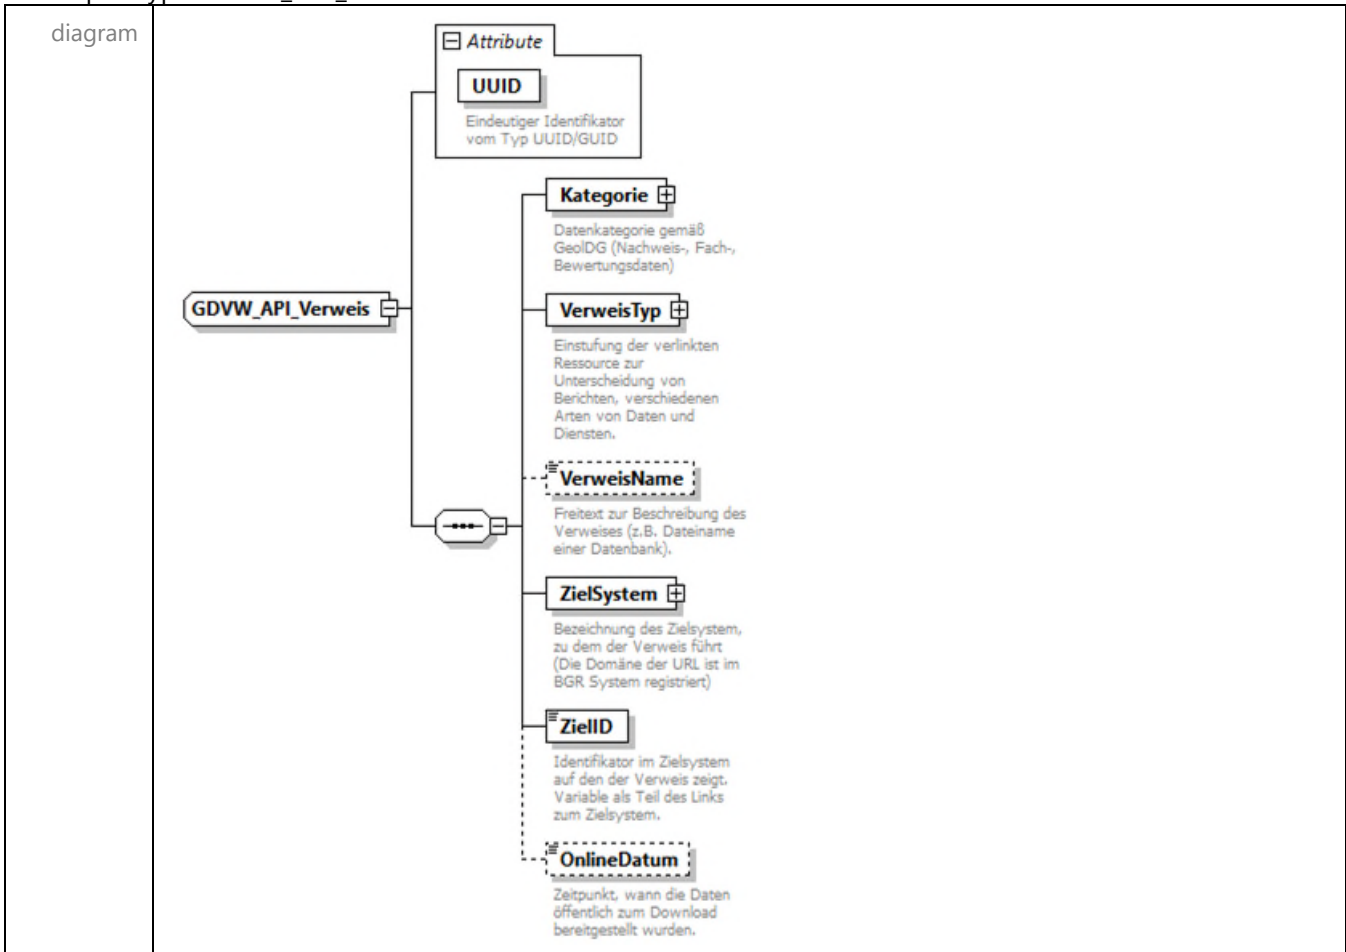 diagram
Attribute
UUID
Eindeutiger Identifikator
vom Typ UUID/GUID
Kategorie
Datenkategorie gemäß
GeolDG (Nachweis-, Fach-,
Bewertungsdaten)
GDVW_API_Verweis
VerweisTyp
Einstufung der verlinkten
Ressource zur
Unterscheidung von
Berichten, verschiedenen
Arten von Daten und
Diensten.
VerweisName
Freitext zur Beschreibung des
Verweises (z.B. Dateiname
einer Datenbank).
ZielSystem
Bezeichnung des Zielsystem,
zu dem der Verweis führt
(Die Domäne der URL ist im
BGR System registriert)
ZielID
Identifikator im Zielsystem
auf den der Verweis zeigt.
Variable als Teil des Links
zum Zielsystem.
OnlineDatum
Zeitpunkt, wann die Daten
öffentlich zum Download
bereitgestellt wurden.